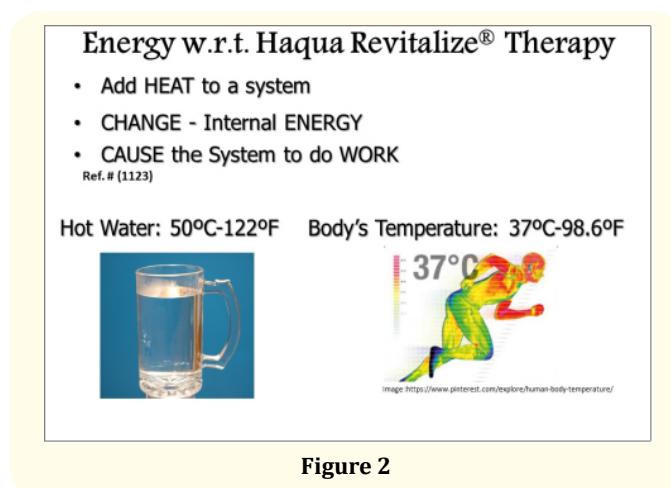 Energy w.r.t. Haqua Revitalize® Therapy
• Add HEAT to a system
• CHANGE - Internal ENERGY
• CAUSE the System to do WORK
Ref. # (1123)
Hot Water: 50ºC-122ºF
Body's Temperature: 37ºC-98.6ºF
37°C
Image:https://www.pinterest.com/explore/human-body-temperature/
Figure 2